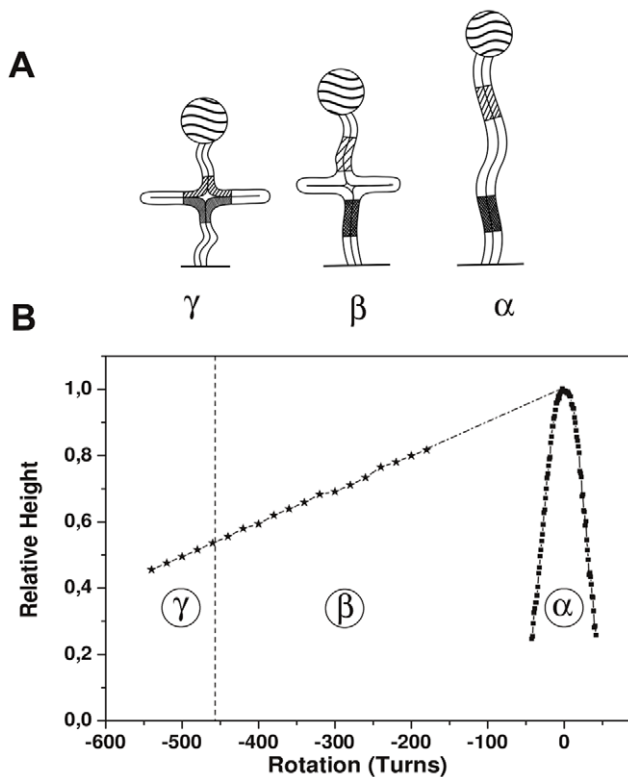 A
γ
β
α
B
Relative Height
1,0
0,8
0,6
0,4
0,2
0,0
γ
β
α
-600
-500
-400
-300
-200
-100
0
Rotation (Turns)